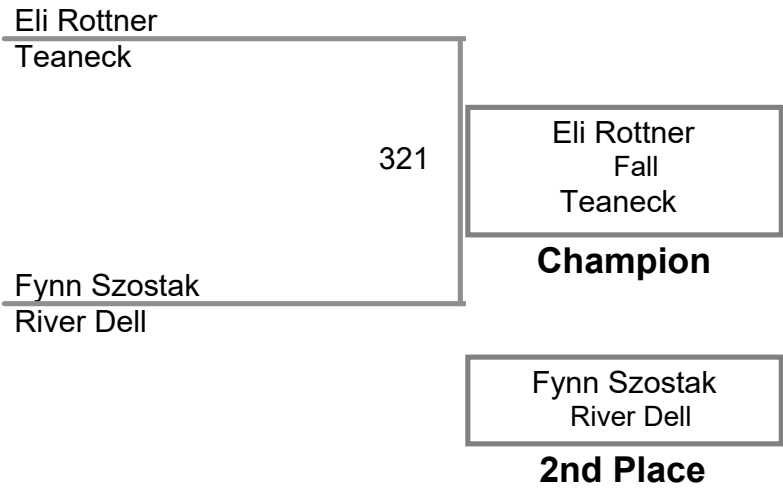 Eli Rottner
Teaneck
321
Eli Rottner
Fall
Teaneck
Champion
Fynn Szostak
River Dell
Fynn Szostak
River Dell
2nd Place